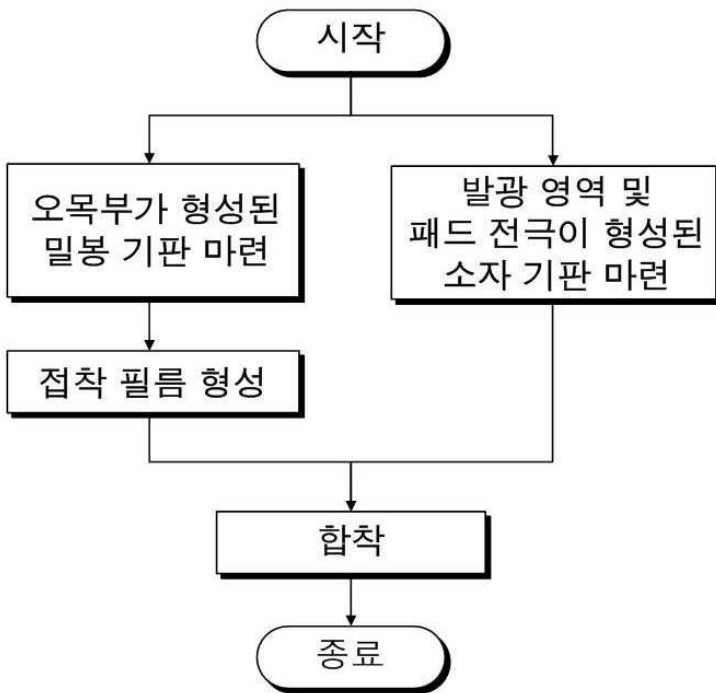 시작
오목부가 형성된
밀봉 기판 마련
발광 영역 및
패드 전극이 형성된
소자 기판 마련
접착 필름 형성
합착
종료